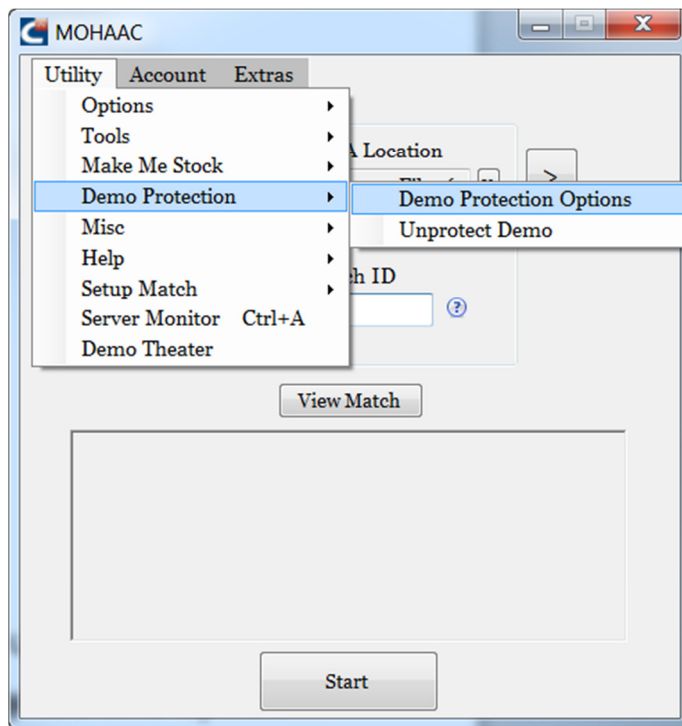 MOHAAC
Utility Account Extras
Options
Tools
Make Me Stock
Demo Protection
Misc
Help
Setup Match
Server Monitor Ctrl+A
Demo Theater
Location
>
Demo Protection Options
Unprotect Demo
ID
?
View Match
Start